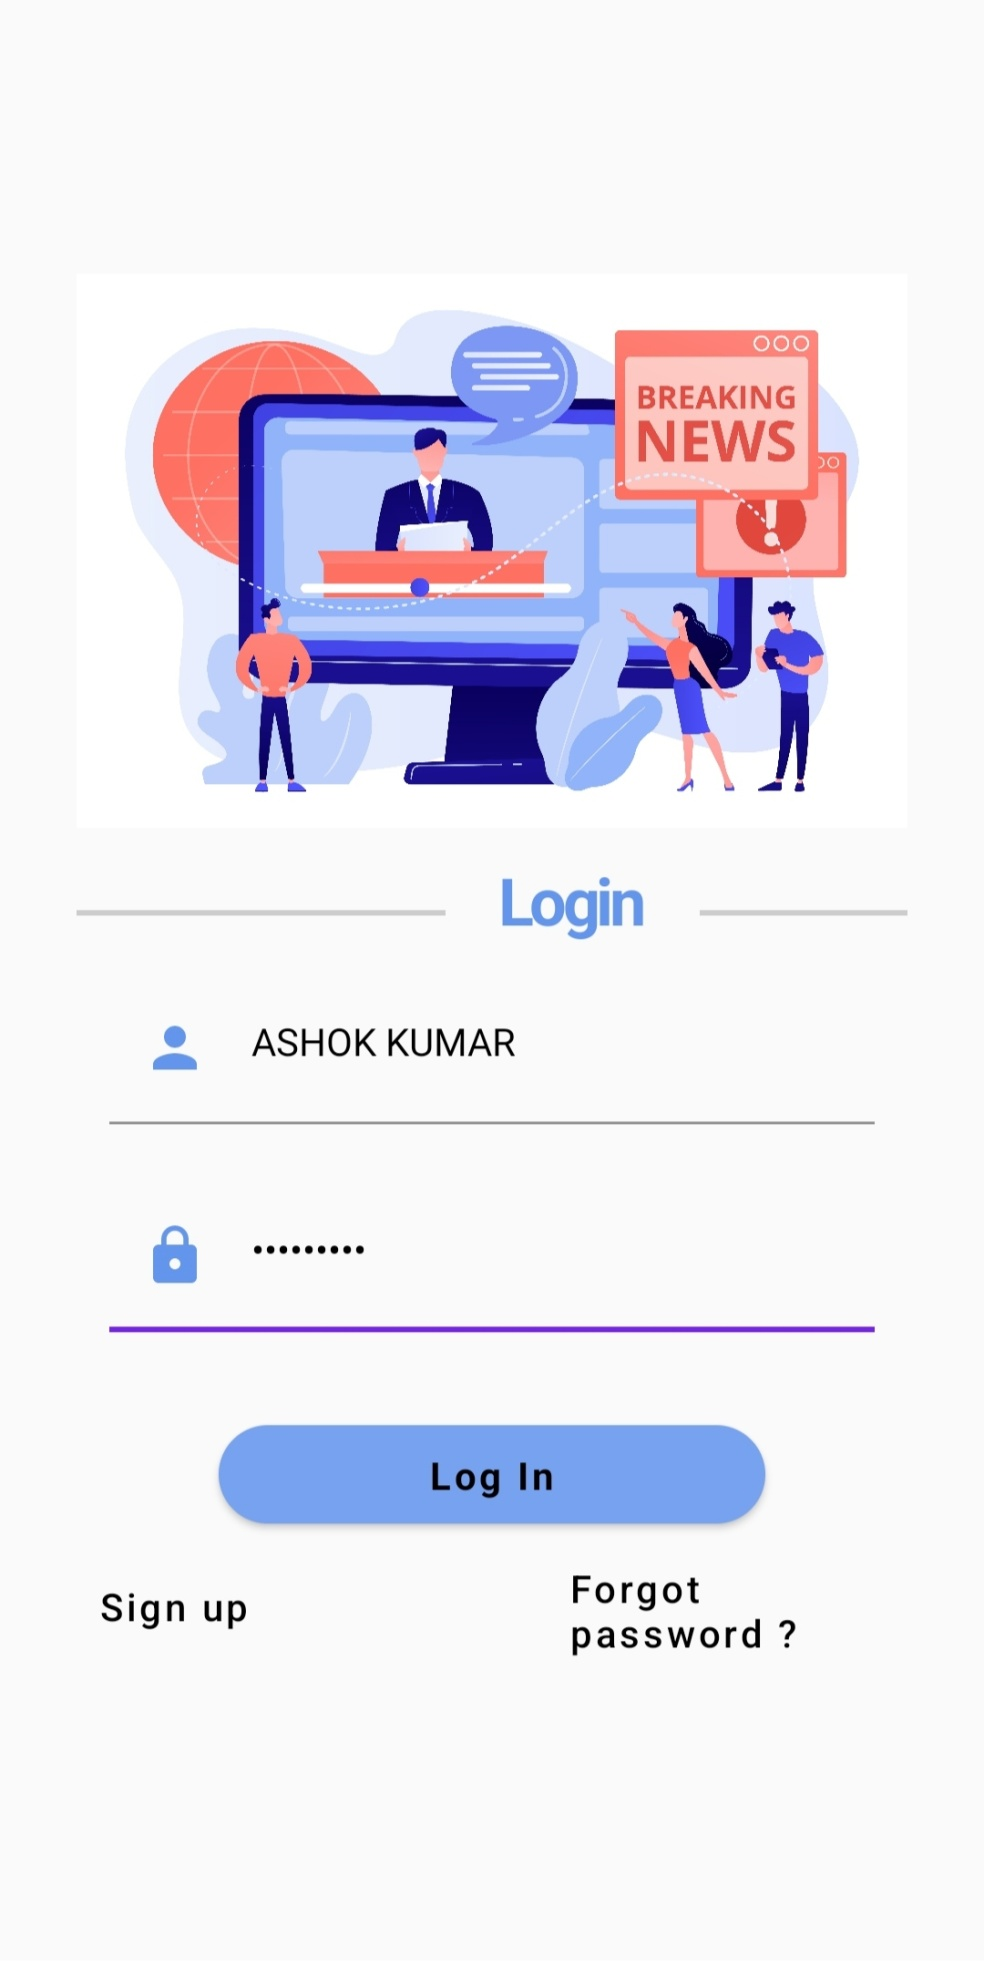 BREAKING
NEWS
Login
ASHOK KUMAR
•••••••••
Log In
Sign up
Forgot
password ?